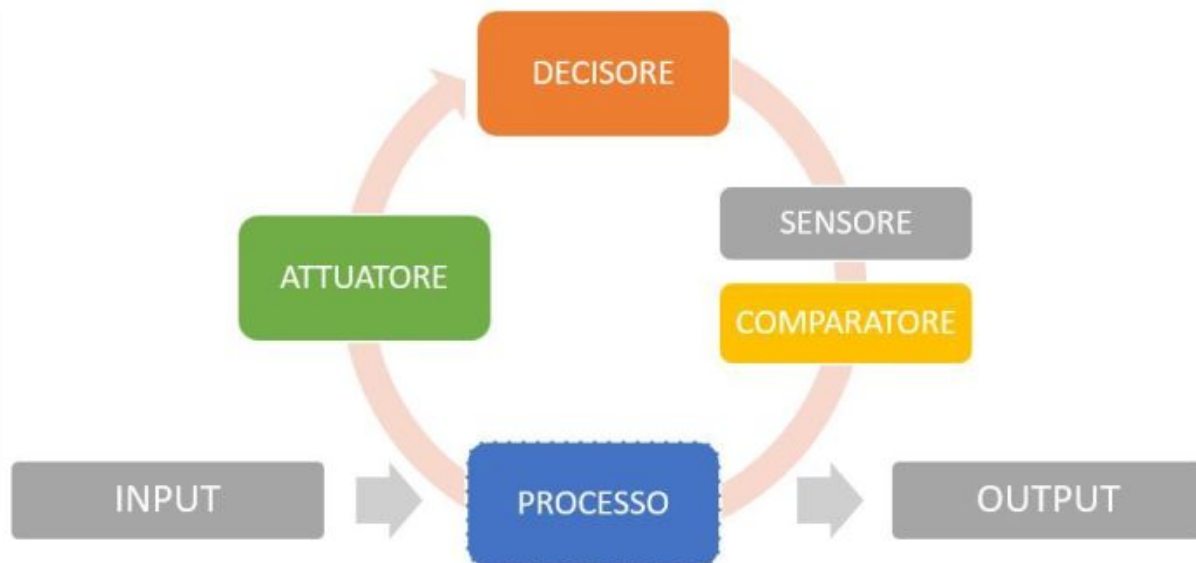 DECISORE
SENSORE
ATTUATORE
COMPARATORE
INPUT
PROCESSO
OUTPUT